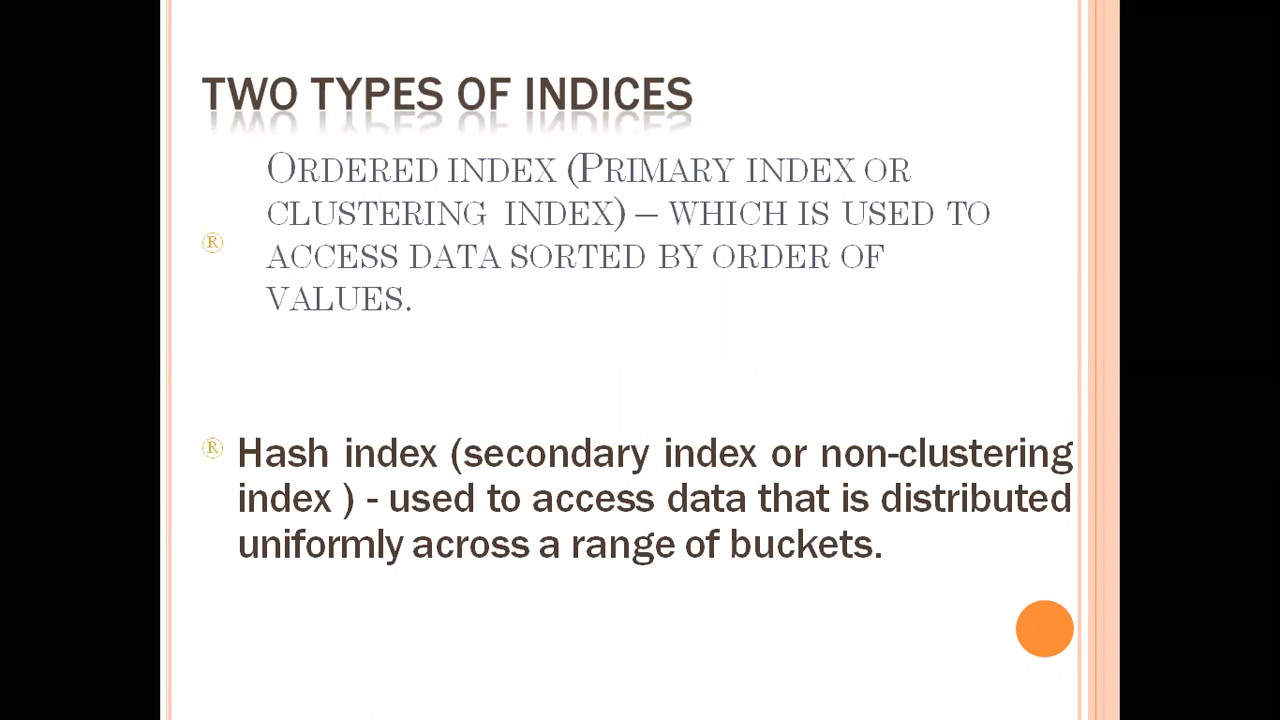 TWO TYPES OF INDICES
ORDERED INDEX (PRIMARY INDEX OR
CLUSTERING INDEX) – WHICH IS USED TO
® ACCESS DATA SORTED BY ORDER OF
VALUES.
® Hash index (secondary index or non-clustering
index ) - used to access data that is distributed
uniformly across a range of buckets.